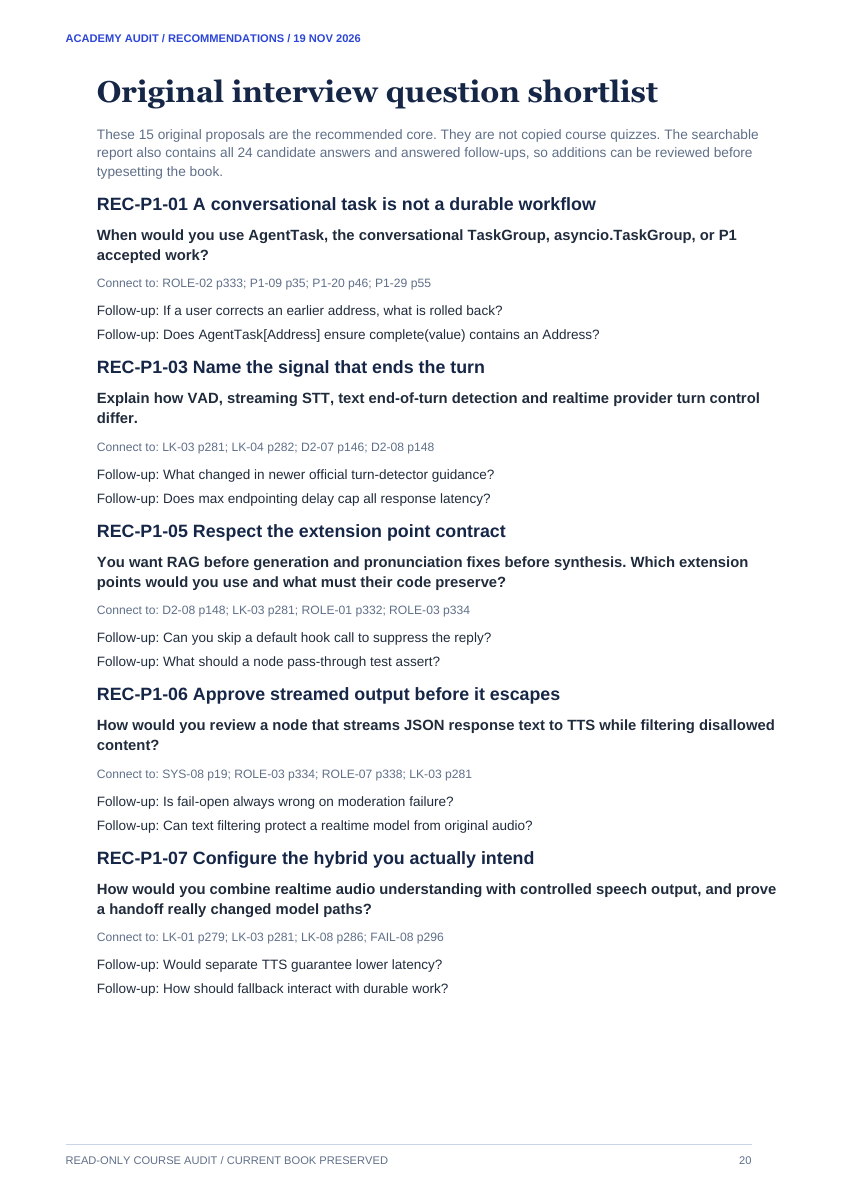 ACADEMY AUDIT / RECOMMENDATIONS / 19 NOV 2026
Original interview question shortlist
These 15 original proposals are the recommended core. They are not copied course quizzes. The searchable
report also contains all 24 candidate answers and answered follow-ups, so additions can be reviewed before
typesetting the book.
REC-P1-01 A conversational task is not a durable workflow
When would you use AgentTask, the conversational TaskGroup, asyncio.TaskGroup, or P1
accepted work?
Connect to: ROLE-02 p333; P1-09 p35; P1-20 p46; P1-29 p55
Follow-up: If a user corrects an earlier address, what is rolled back?
Follow-up: Does AgentTask[Address] ensure complete(value) contains an Address?
REC-P1-03 Name the signal that ends the turn
Explain how VAD, streaming STT, text end-of-turn detection and realtime provider turn control
differ.
Connect to: LK-03 p281; LK-04 p282; D2-07 p146; D2-08 p148
Follow-up: What changed in newer official turn-detector guidance?
Follow-up: Does max endpointing delay cap all response latency?
REC-P1-05 Respect the extension point contract
You want RAG before generation and pronunciation fixes before synthesis. Which extension
points would you use and what must their code preserve?
Connect to: D2-08 p148; LK-03 p281; ROLE-01 p332; ROLE-03 p334
Follow-up: Can you skip a default hook call to suppress the reply?
Follow-up: What should a node pass-through test assert?
REC-P1-06 Approve streamed output before it escapes
How would you review a node that streams JSON response text to TTS while filtering disallowed
content?
Connect to: SYS-08 p19; ROLE-03 p334; ROLE-07 p338; LK-03 p281
Follow-up: Is fail-open always wrong on moderation failure?
Follow-up: Can text filtering protect a realtime model from original audio?
REC-P1-07 Configure the hybrid you actually intend
How would you combine realtime audio understanding with controlled speech output, and prove
a handoff really changed model paths?
Connect to: LK-01 p279; LK-03 p281; LK-08 p286; FAIL-08 p296
Follow-up: Would separate TTS guarantee lower latency?
Follow-up: How should fallback interact with durable work?
READ-ONLY COURSE AUDIT / CURRENT BOOK PRESERVED
20